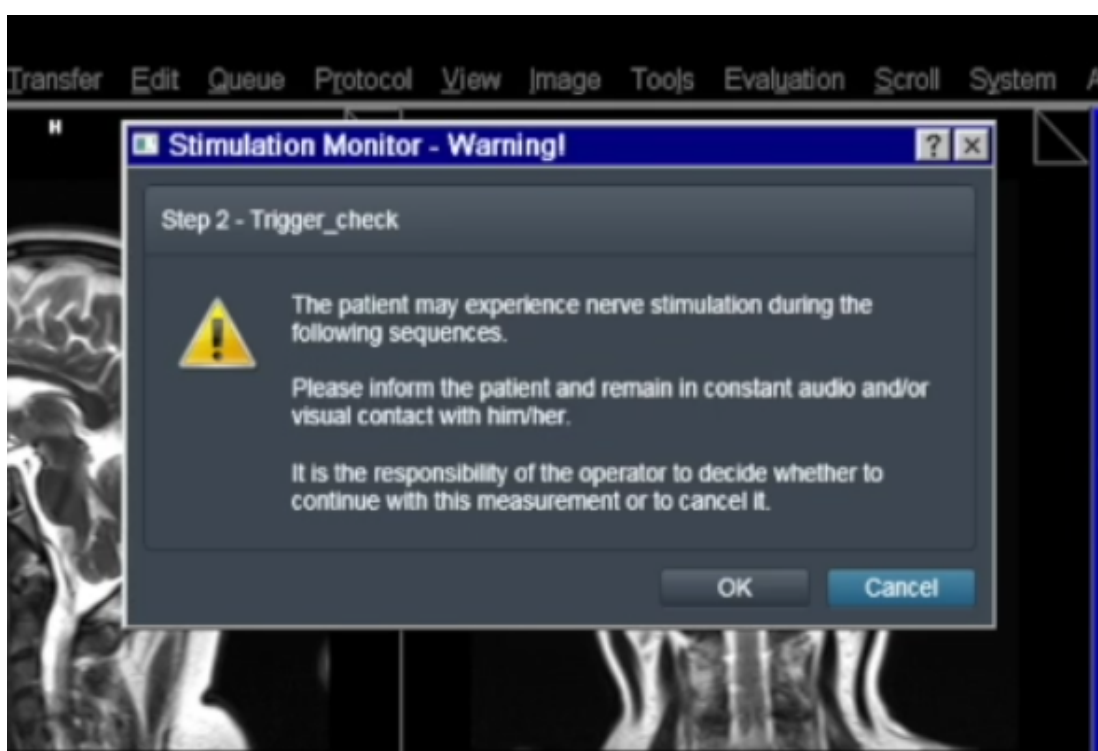 Transfer Edit Queue Protocol View Image Tools Evaluation Scroll System
H
Stimulation Monitor - Warning!
Step 2 - Trigger_check
The patient may experience nerve stimulation during the
following sequences.
Please inform the patient and remain in constant audio and/or
visual contact with him/her.
It is the responsibility of the operator to decide whether to
continue with this measurement or to cancel it.
OK Cancel